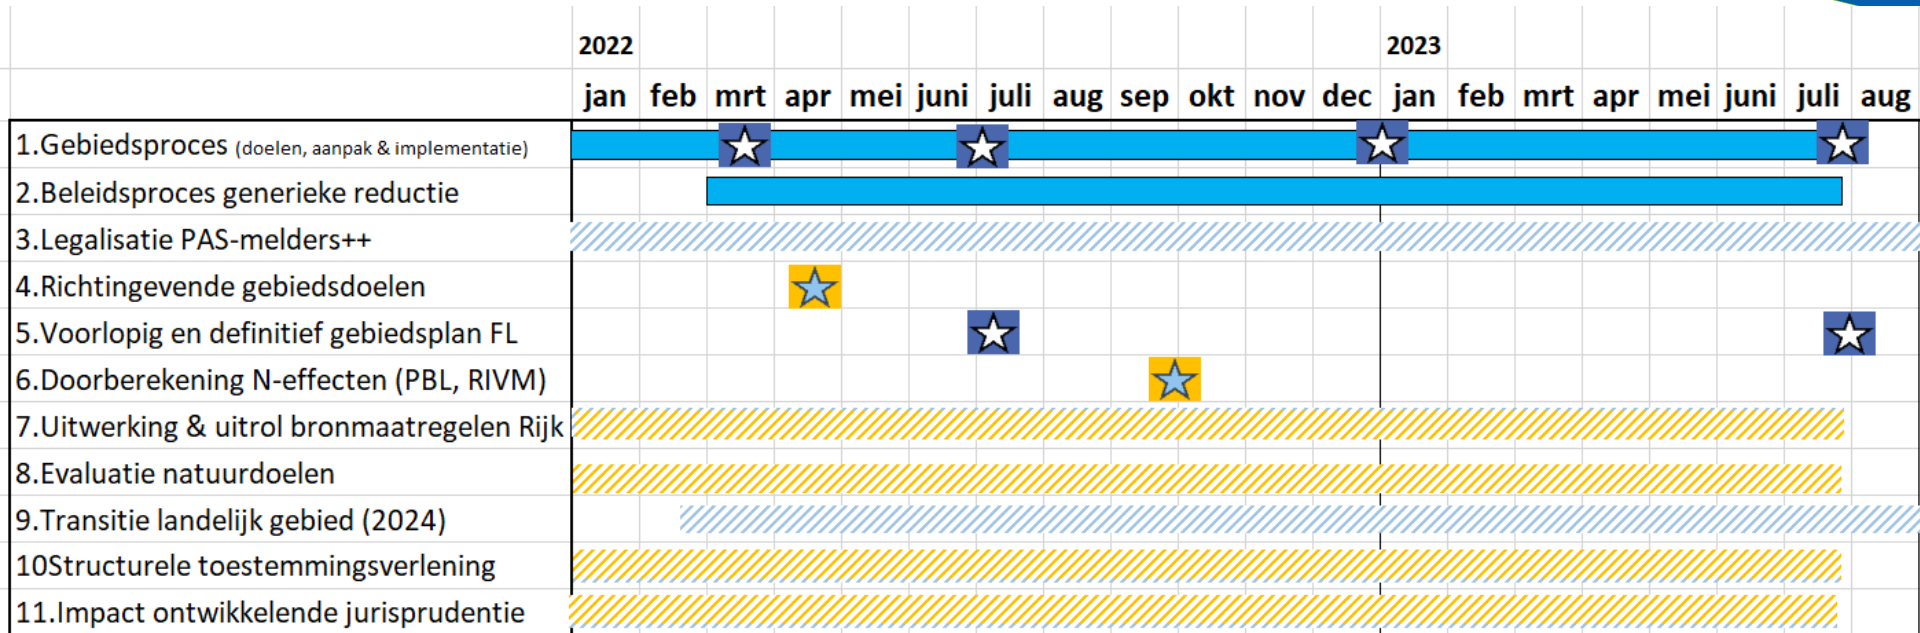 2022 2023
jan feb mrt apr mei juni juli aug sep okt nov dec jan feb mrt apr mei juni juli aug
1.Gebiedsproces (doelen, aanpak & implementatie)
2.Beleidsproces generieke reductie
3.Legalisatie PAS-melders++
4.Richtingevende gebiedsdoelen
5.Voorlopig en definitief gebiedsplan FL
6.Doorberekening N-effecten (PBL, RIVM)
7.Uitwerking & uitrol bronmaatregelen Rijk
8.Evaluatie natuurdoelen
9.Transitie landelijk gebied (2024)
10Structurele toestemmingsverlening
11.Impact ontwikkelende jurisprudentie